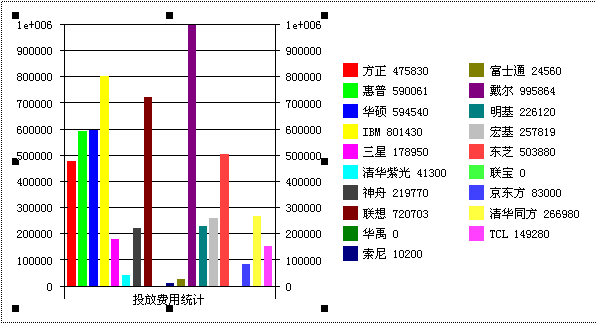 1e+006
900000
800000
700000
600000
500000
400000
300000
200000
100000
0
1e+006
900000
800000
700000
600000
500000
400000
300000
200000
100000
0
投放费用统计
方正 475830
惠普 590061
华硕 594540
IBM 801430
三星 178950
清华紫光 41300
神舟 219770
联想 720703
华禹 0
索尼 10200
富士通 24560
戴尔 995864
明基 226120
宏基 257819
东芝 503880
联宝 0
京东方 83000
清华同方 266980
TCL 149280